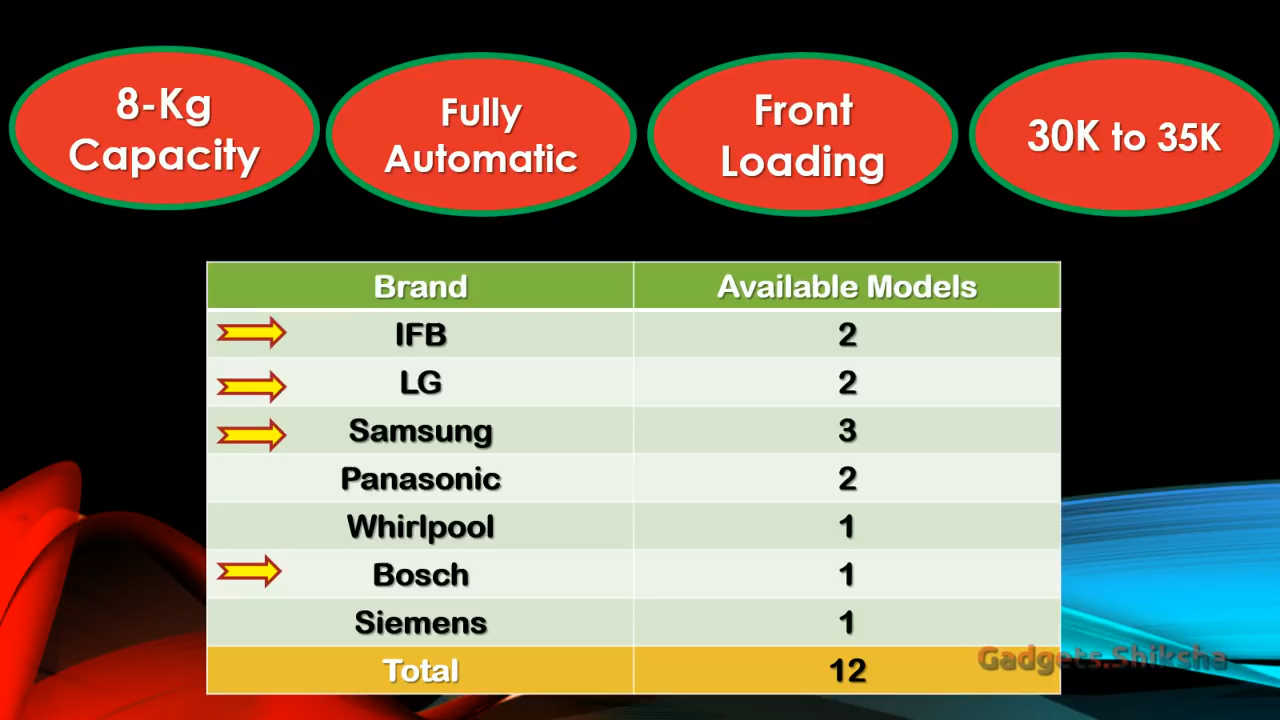 8-Kg
Capacity
Fully
Automatic
Front
Loading
30K to 35K
Brand Available Models
IFB 2
LG 2
Samsung 3
Panasonic 2
Whirlpool 1
Bosch 1
Siemens 1
Total 12
Gadgets.Shiksha